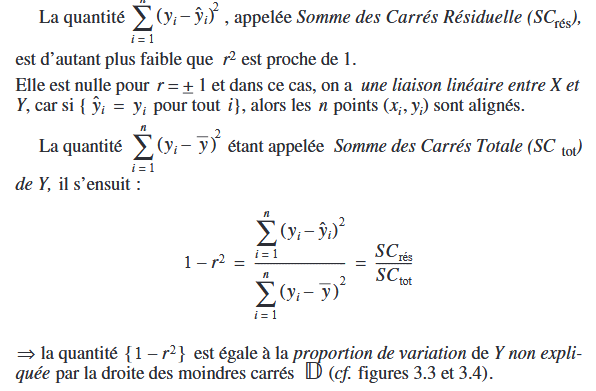 La quantité $\sum_{i=1}^{n}(y_i - \hat{y}_i)^2$, appelée Somme des Carrés Résiduelle (SC$_{\text{rés}}$),
est d'autant plus faible que $r^2$ est proche de 1.
Elle est nulle pour $r = \pm 1$ et dans ce cas, on a une liaison linéaire entre X et
Y, car si { $\hat{y}_i = y_i$ pour tout i}, alors les n points $(x_i, y_i)$ sont alignés.
La quantité $\sum_{i=1}^{n}(y_i - \overline{y})^2$ étant appelée Somme des Carrés Totale (SC $_{\text{tot}}$)
de Y, il s'ensuit :
$1 - r^2 = \frac{\sum_{i=1}^{n}(y_i - \hat{y}_i)^2}{\sum_{i=1}^{n}(y_i - \overline{y})^2} = \frac{SC_{\text{rés}}}{SC_{\text{tot}}}$
⇒ la quantité {$1 - r^2$} est égale à la proportion de variation de Y non expli-
quée par la droite des moindres carrés $\mathbb{D}$ (cf. figures 3.3 et 3.4).